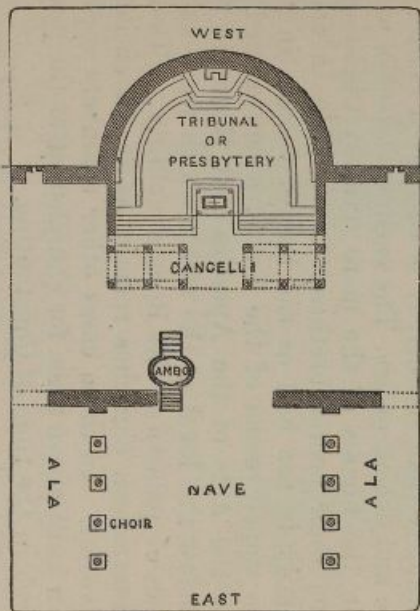 WEST
TRIBUNAL
OR
PRESBYTERY
CANCELLI
AMBO
ALA
NAVE
ALA
CHOIR
EAST